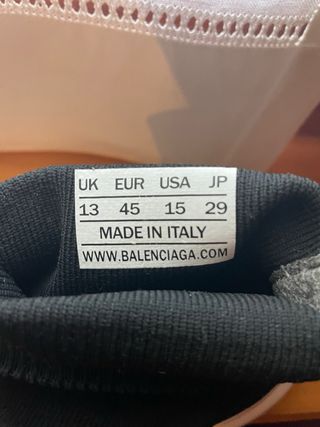 UK EUR USA JP
13 45 15 29
MADE IN ITALY
WWW.BALENCIAGA.COM